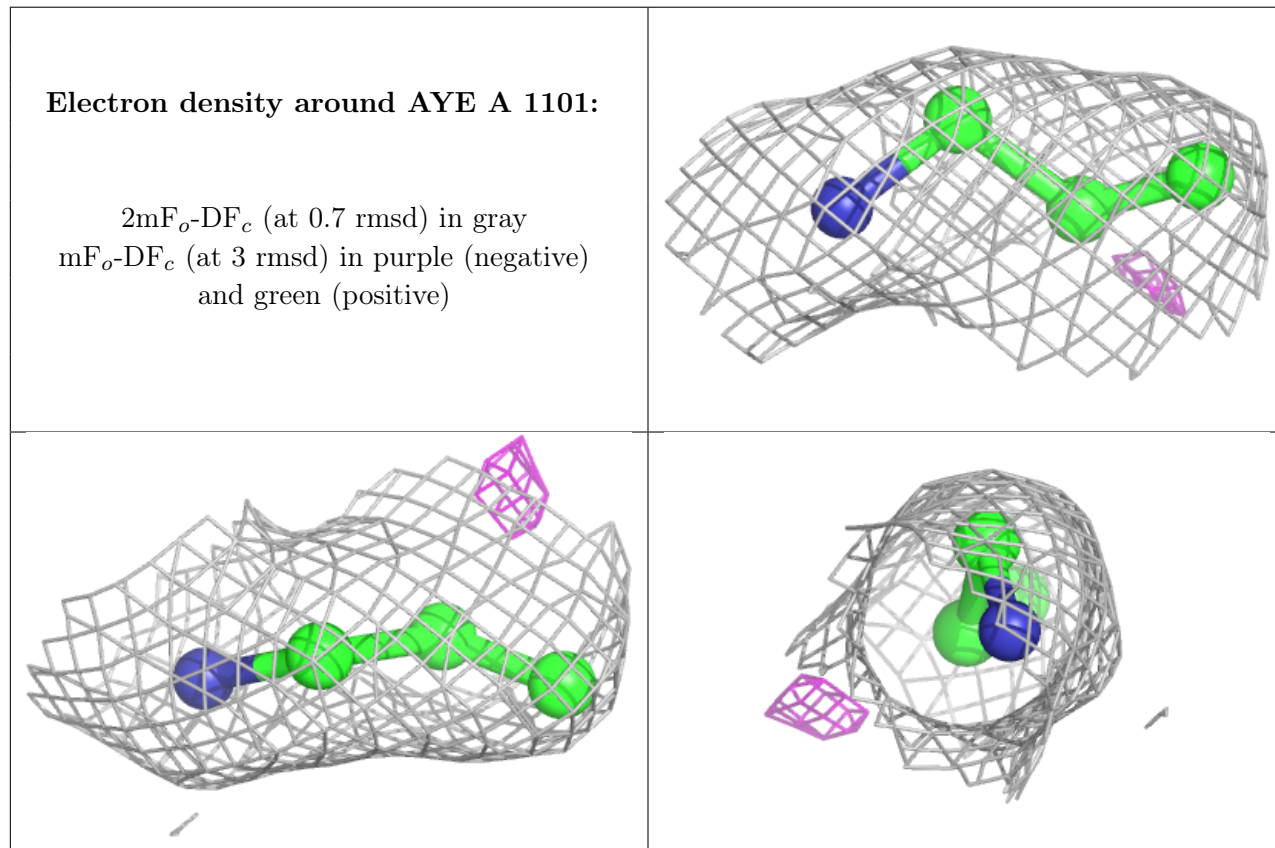 Electron density around AYE A 1101:
2mFo-DFc (at 0.7 rmsd) in gray
mFo-DFc (at 3 rmsd) in purple (negative)
and green (positive)